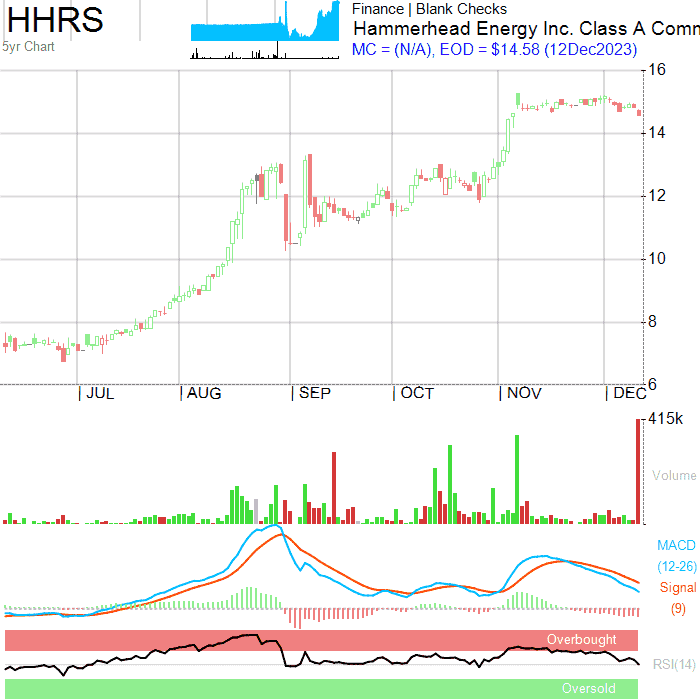 HHRS
5yr Chart
Finance | Blank Checks
Hammerhead Energy Inc. Class A Comm
MC = (N/A), EOD = $14.58 (12Dec2023)
16
14
12
10
8
6
| JUL | AUG | SEP | OCT | NOV | DEC
415k
Volume
MACD
(12-26)
Signal
(9)
Overbought
RSI(14)
Oversold